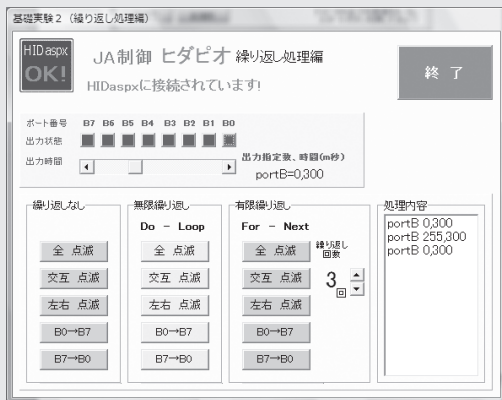 基礎実験２（繰り返し処理編）
HIDaspx
OK!
JA制御 ヒダピオ 繰り返し処理編
HIDaspxに接続されています!
終 了
ポート番号 B7 B6 B5 B4 B3 B2 B1 B0
出力状態
出力時間
出力指定数、時間(m秒)
portB=0,300
繰り返しなし
全 点滅
交互 点滅
左右 点滅
B0→B7
B7→B0
無限繰り返し
Do - Loop
全 点滅
交互 点滅
左右 点滅
B0→B7
B7→B0
有限繰り返し
For - Next
全 点滅
交互 点滅
左右 点滅
B0→B7
B7→B0
繰り返し
回数
3
回
処理内容
portB 0,300
portB 255,300
portB 0,300